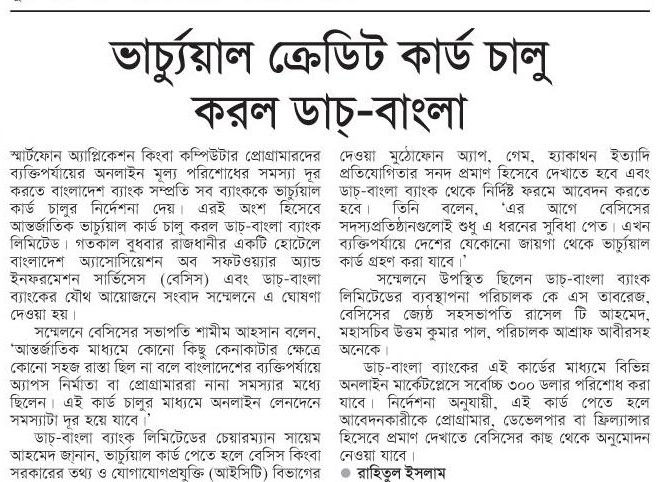 ভার্চ্যুয়াল ক্রেডিট কার্ড চালু
করল ডাচ্-বাংলা
স্মার্টফোন অ্যাপ্লিকেশন কিংবা কম্পিউটার প্রোগ্রামারদের
ব্যক্তিপর্যায়ের অনলাইন মূল্য পরিশোধের সমস্যা দূর
করতে বাংলাদেশ ব্যাংক সম্প্রতি সব ব্যাংককে ভার্চ্যুয়াল
কার্ড চালুর নির্দেশনা দেয়। এরই অংশ হিসেবে
আন্তর্জাতিক ভার্চ্যুয়াল কার্ড চালু করল ডাচ্-বাংলা ব্যাংক
লিমিটেড। গতকাল বুধবার রাজধানীর একটি হোটেলে
বাংলাদেশ অ্যাসোসিয়েশন অব সফটওয়্যার অ্যান্ড
ইনফরমেশন সার্ভিসেস (বেসিস) এবং ডাচ্-বাংলা
ব্যাংকের যৌথ আয়োজনে সংবাদ সম্মেলনে এ ঘোষণা
দেওয়া হয়।
সম্মেলনে বেসিসের সভাপতি শামীম আহসান বলেন,
'আন্তর্জাতিক মাধ্যমে কোনো কিছু কেনাকাটার ক্ষেত্রে
কোনো সহজ রাস্তা ছিল না বলে বাংলাদেশের ব্যক্তিপর্যায়ে
অ্যাপস নির্মাতা বা প্রোগ্রামাররা নানা সমস্যার মধ্যে
ছিলেন। এই কার্ড চালুর মাধ্যমে অনলাইন লেনদেনে
সমস্যাটা দূর হয়ে যাবে।'
ডাচ্-বাংলা ব্যাংক লিমিটেডের চেয়ারম্যান সায়েম
আহমেদ জানান, ভার্চ্যুয়াল কার্ড পেতে হলে বেসিস কিংবা
সরকারের তথ্য ও যোগাযোগপ্রযুক্তি (আইসিটি) বিভাগের
দেওয়া মুঠোফোন অ্যাপ, গেম, হ্যাকাথন ইত্যাদি
প্রতিযোগিতার সনদ প্রমাণ হিসেবে দেখাতে হবে এবং
ডাচ্-বাংলা ব্যাংক থেকে নির্দিষ্ট ফরমে আবেদন করতে
হবে। তিনি বলেন, 'এর আগে বেসিসের
সদস্যপ্রতিষ্ঠানগুলোই শুধু এ ধরনের সুবিধা পেত। এখন
ব্যক্তিপর্যায়ে দেশের যেকোনো জায়গা থেকে ভার্চ্যুয়াল
কার্ড গ্রহণ করা যাবে।'
সম্মেলনে উপস্থিত ছিলেন ডাচ্-বাংলা ব্যাংক
লিমিটেডের ব্যবস্থাপনা পরিচালক কে এস তাবরেজ,
বেসিসের জ্যেষ্ঠ সহসভাপতি রাসেল টি আহমেদ,
মহাসচিব উত্তম কুমার পাল, পরিচালক আশ্রাফ আবীরসহ
অনেকে।
ডাচ্-বাংলা ব্যাংকের এই কার্ডের মাধ্যমে বিভিন্ন
অনলাইন মার্কেটপ্লেসে সর্বোচ্চ ৩০০ ডলার পরিশোধ করা
যাবে। নির্দেশনা অনুযায়ী, এই কার্ড পেতে হলে
আবেদনকারীকে প্রোগ্রামার, ডেভেলপার বা ফ্রিল্যান্সার
হিসেবে প্রমাণ দেখাতে বেসিসের কাছ থেকে অনুমোদন
নেওয়া যাবে।
● রাহিতুল ইসলাম